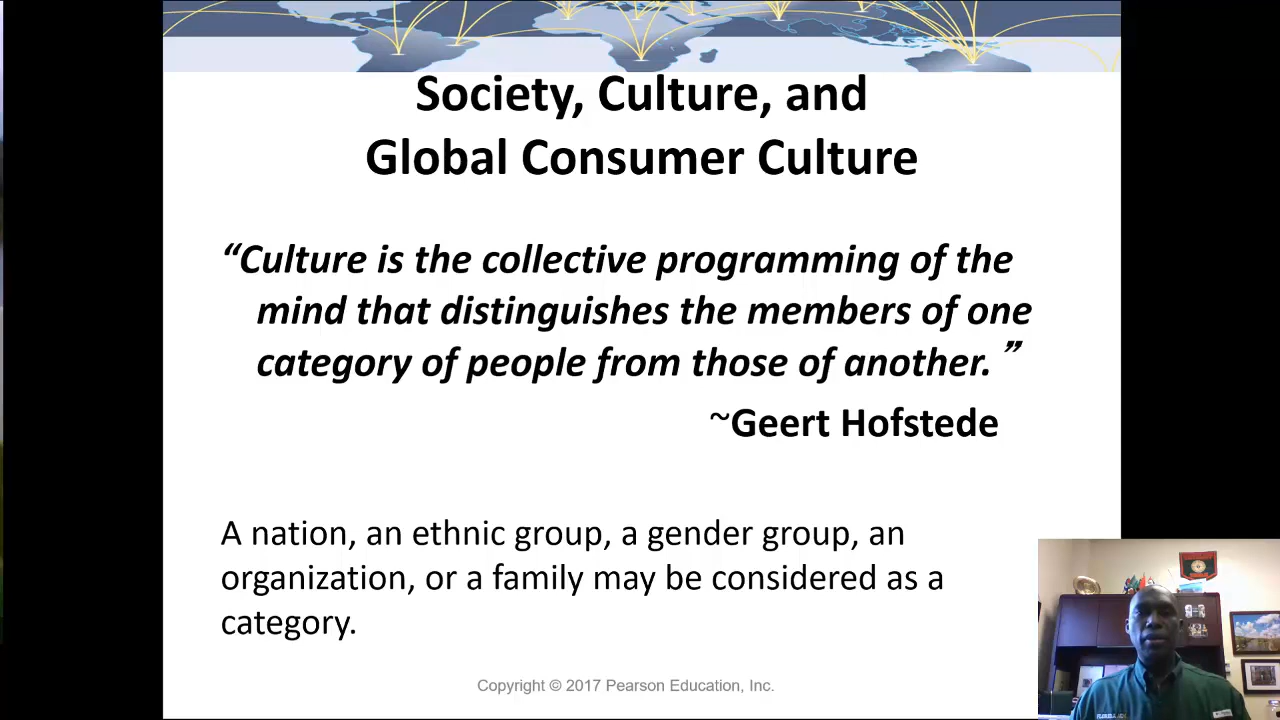 Society, Culture, and
Global Consumer Culture
“Culture is the collective programming of the
mind that distinguishes the members of one
category of people from those of another.”
~Geert Hofstede
A nation, an ethnic group, a gender group, an
organization, or a family may be considered as a
category.
Copyright © 2017 Pearson Education, Inc.